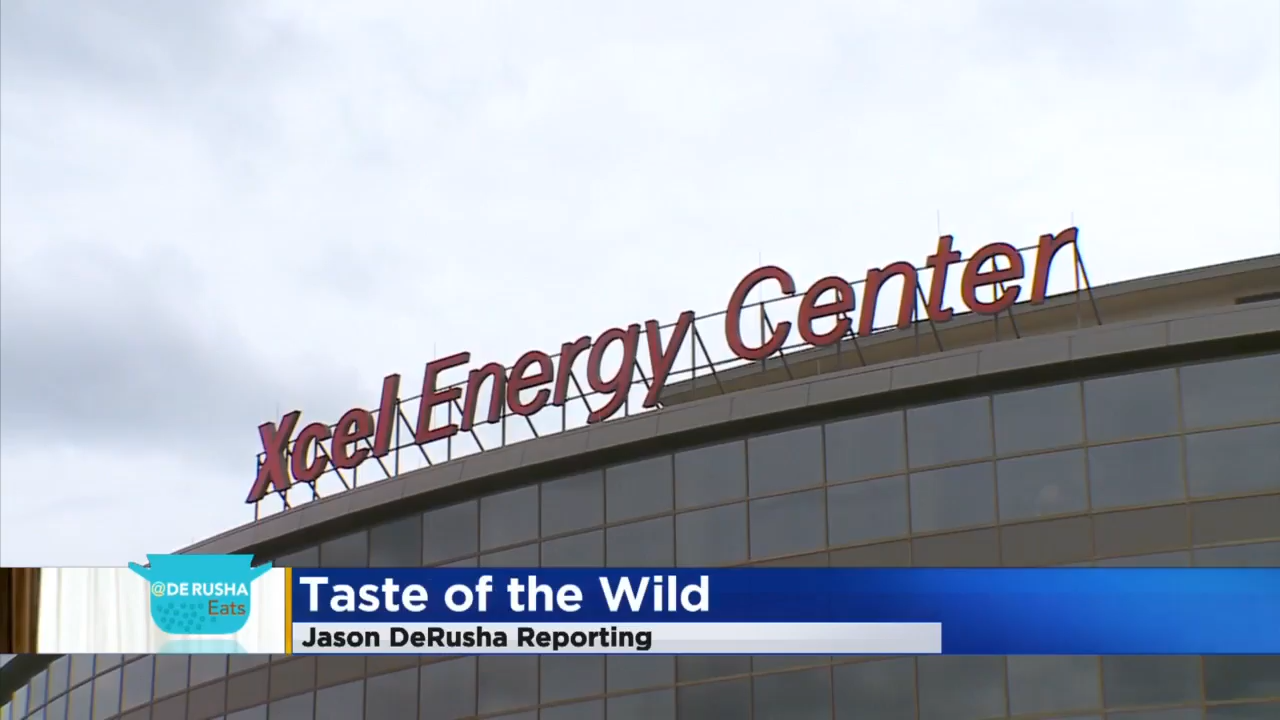 Xcel Energy Center
@DE RUSHA
Eats
Taste of the Wild
Jason DeRusha Reporting